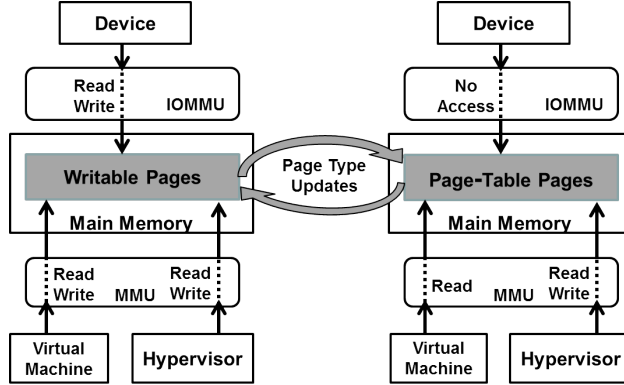 Device
Read
Write
IOMMU
Writable Pages
Main Memory
Read
Write
MMU
Read
Write
Virtual
Machine
Hypervisor
Page Type
Updates
Device
No
Access
IOMMU
Page-Table Pages
Main Memory
Read
MMU
Read
Write
Virtual
Machine
Hypervisor